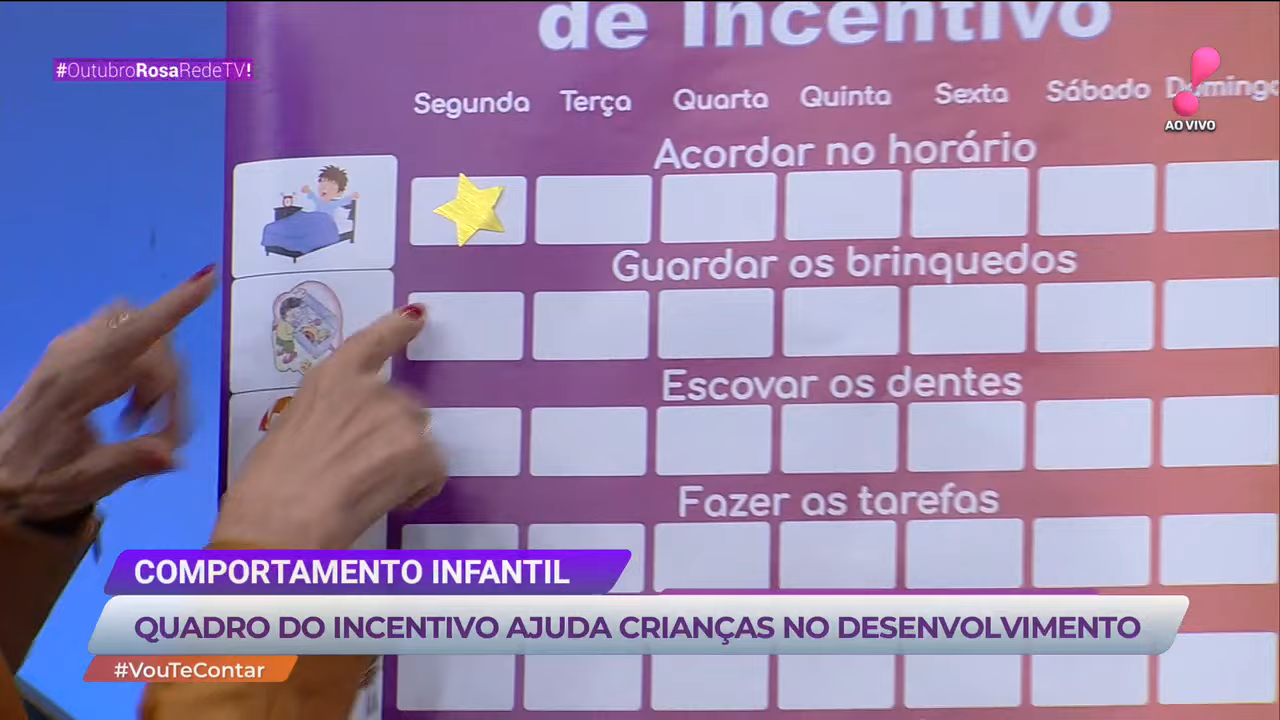 de Incentivo
#OutubroRosaRedeTV!
Segunda Terça Quarta Quinta Sexta Sábado Domingo
AO VIVO
Acordar no horário
Guardar os brinquedos
Escovar os dentes
Fazer as tarefas
COMPORTAMENTO INFANTIL
QUADRO DO INCENTIVO AJUDA CRIANÇAS NO DESENVOLVIMENTO
#VouTeContar